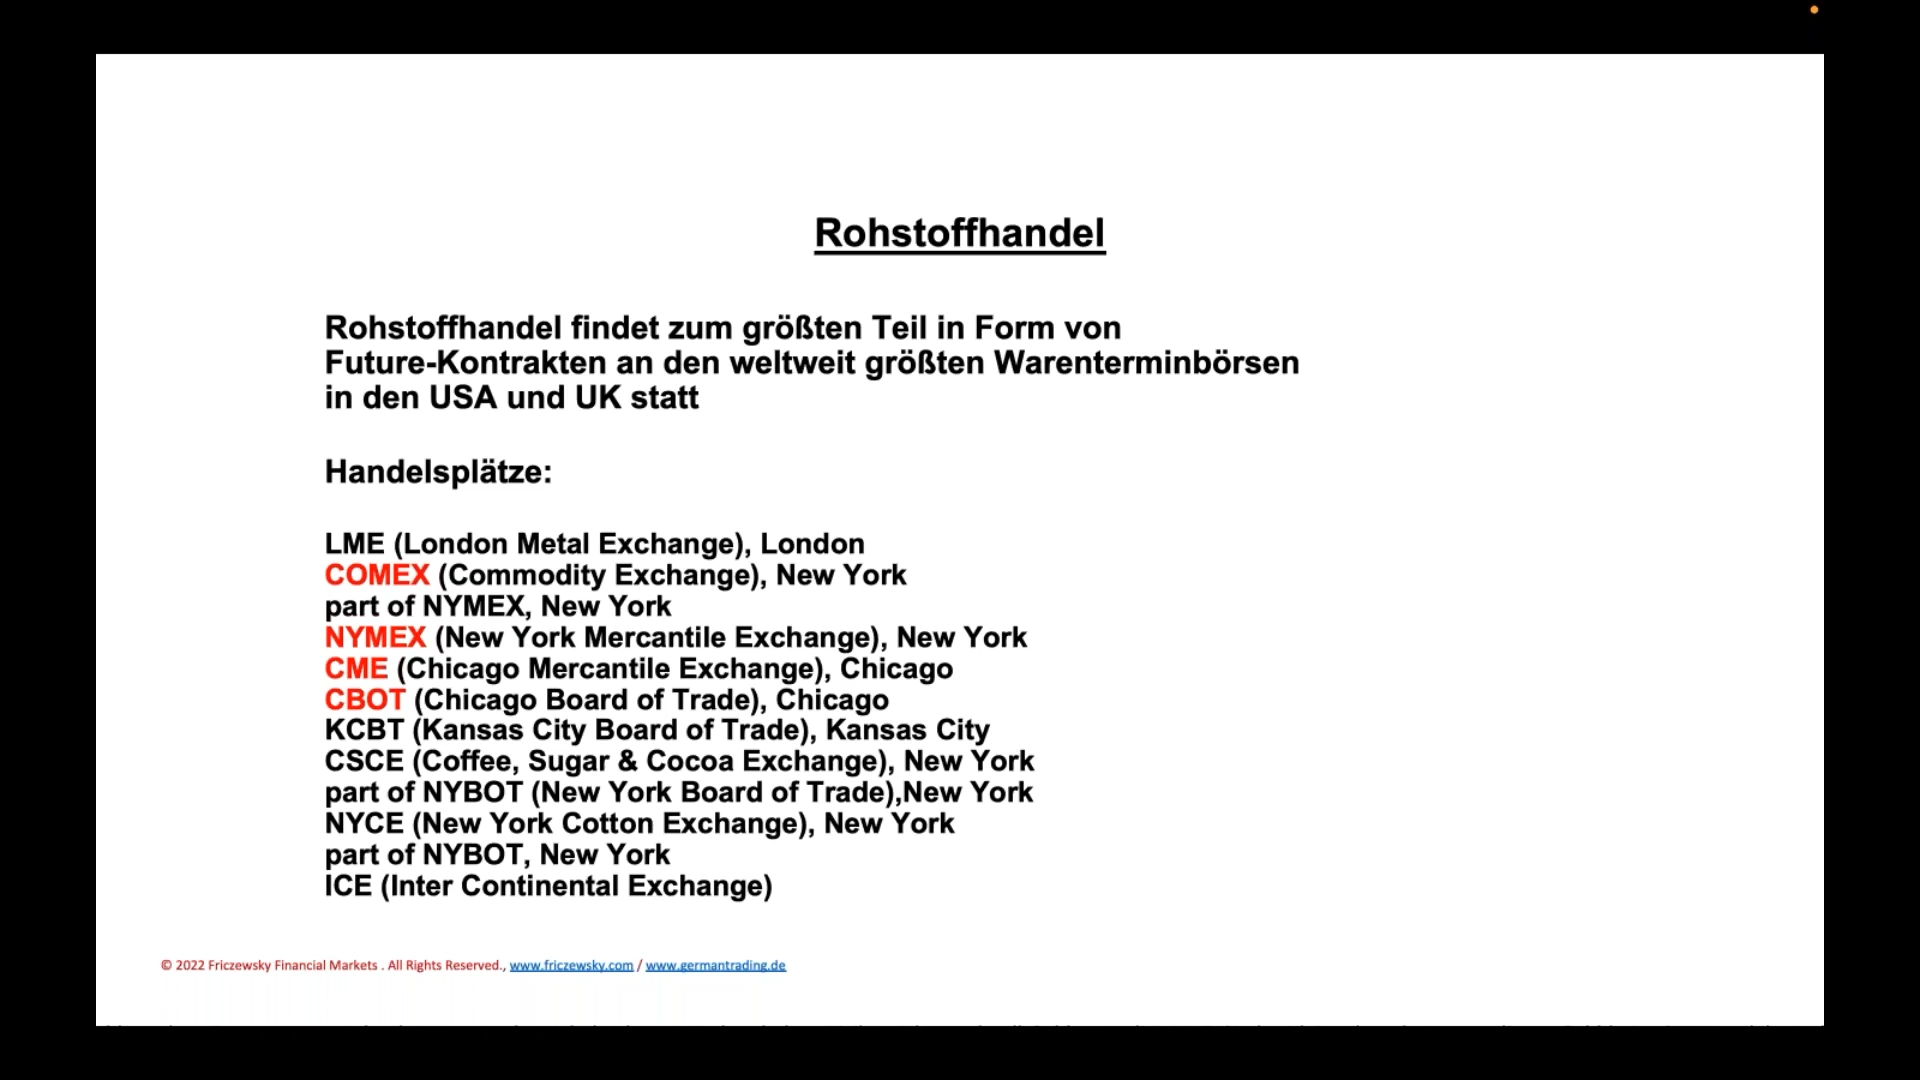 Rohstoffhandel
Rohstoffhandel findet zum größten Teil in Form von
Future-Kontrakten an den weltweit größten Warenterminbörsen
in den USA und UK statt
Handelsplätze:
LME (London Metal Exchange), London
COMEX (Commodity Exchange), New York
part of NYMEX, New York
NYMEX (New York Mercantile Exchange), New York
CME (Chicago Mercantile Exchange), Chicago
CBOT (Chicago Board of Trade), Chicago
KCBT (Kansas City Board of Trade), Kansas City
CSCE (Coffee, Sugar & Cocoa Exchange), New York
part of NYBOT (New York Board of Trade),New York
NYCE (New York Cotton Exchange), New York
part of NYBOT, New York
ICE (Inter Continental Exchange)
© 2022 Friczewsky Financial Markets . All Rights Reserved., www.friczewsky.com / www.germantrading.de